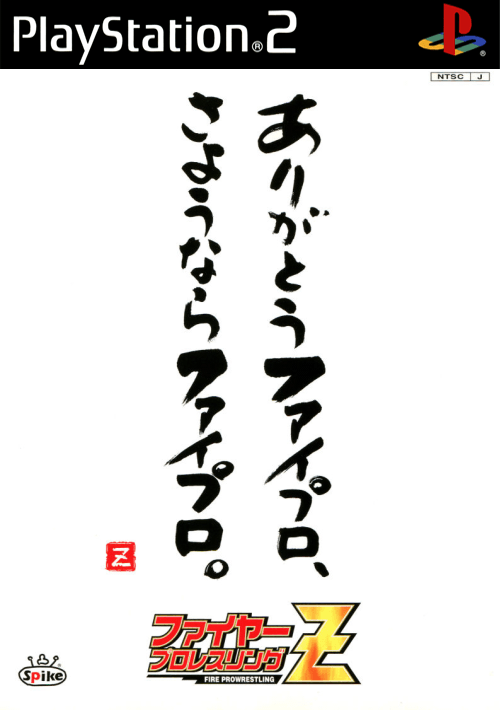 PlayStation®2
NTSC J
ありがとうファイプロ、
さようならファイプロ。
Z
ファイヤー
プロレスリング
Z
FIRE PROWRESTLING
Spike®